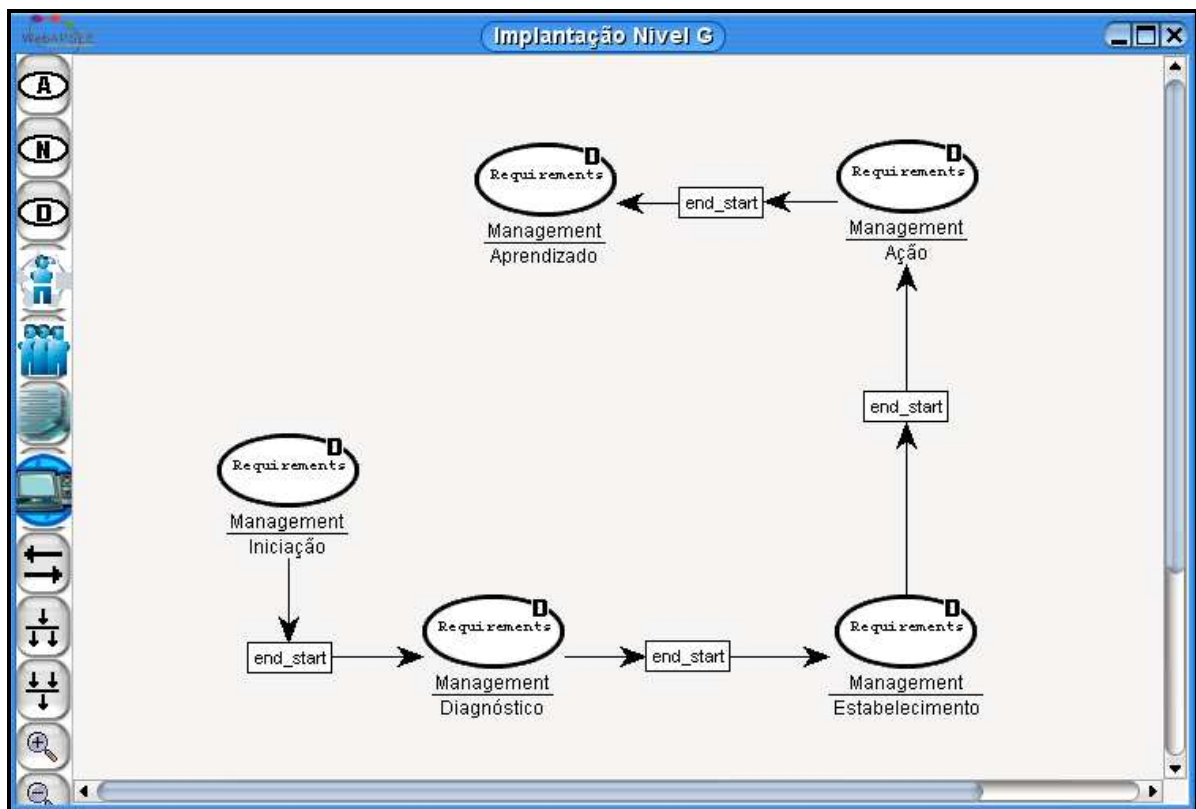 WebAPSEE
Implantação Nivel G
A
N
D
D
Requirements
Management
Aprendizado
end_start
D
Requirements
Management
Ação
end_start
D
Requirements
Management
Iniciação
end_start
D
Requirements
Management
Diagnóstico
end_start
D
Requirements
Management
Estabelecimento